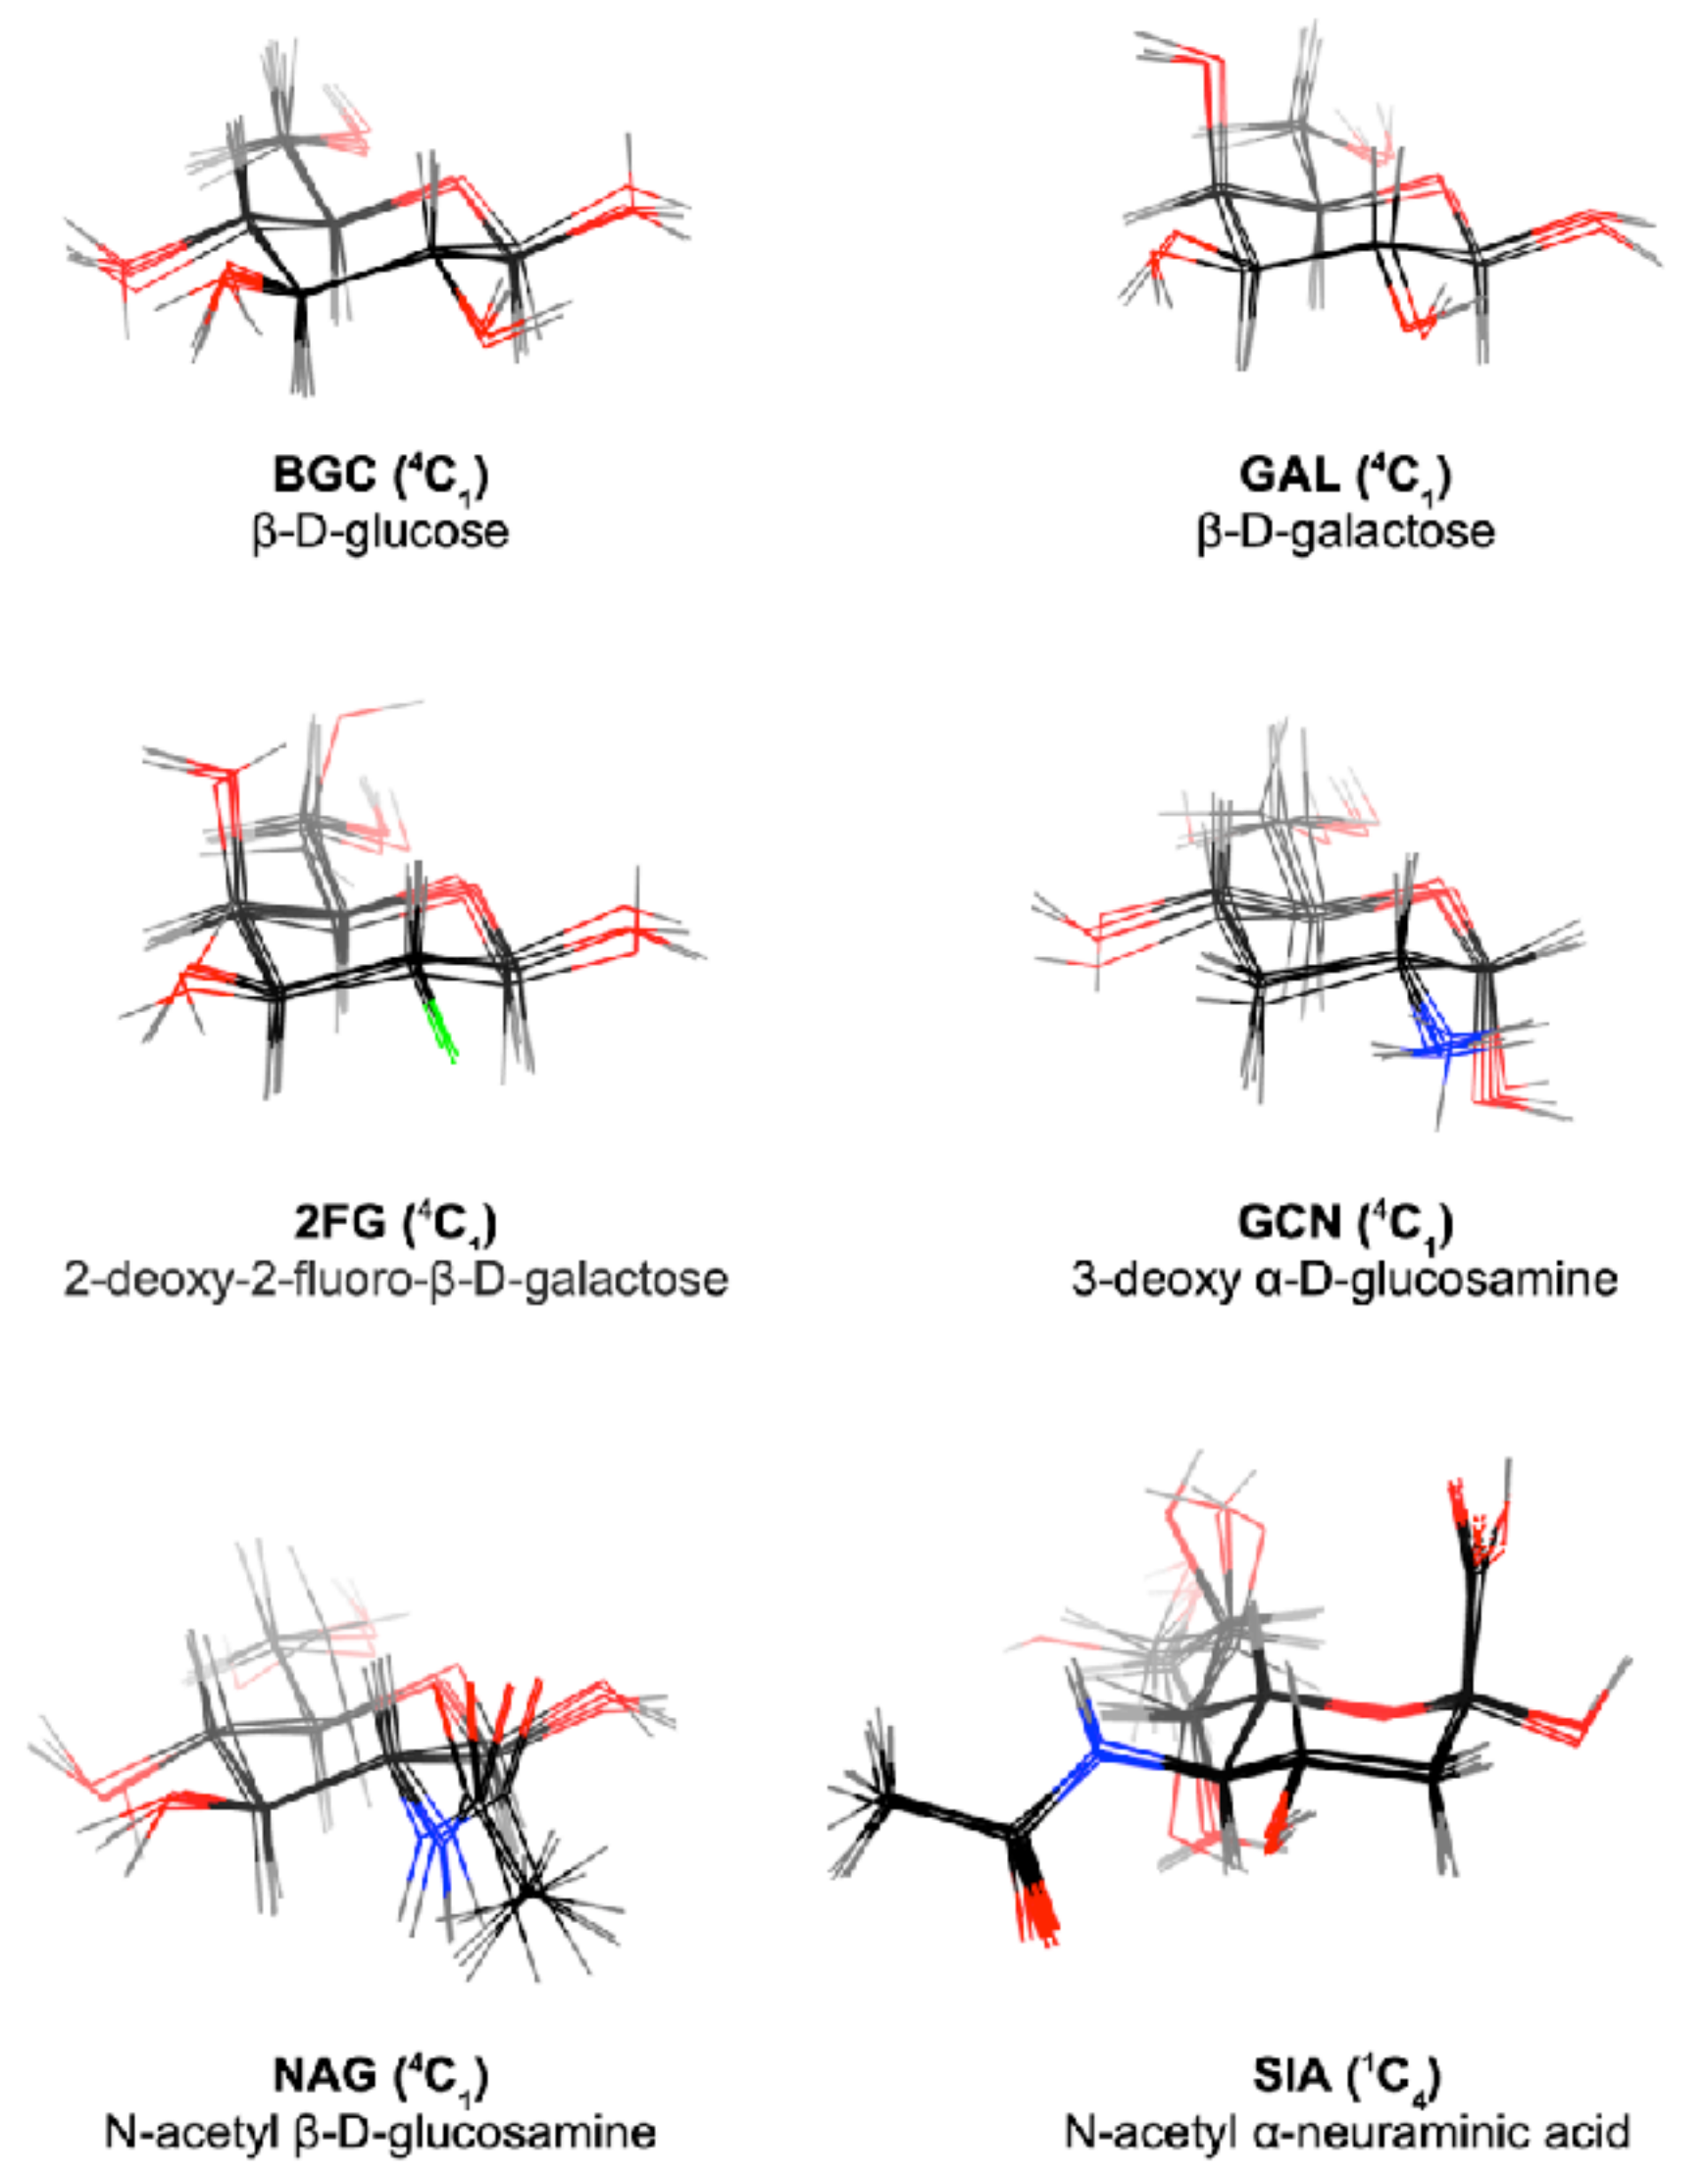 BGC (⁴C₁)
β-D-glucose
GAL (⁴C₁)
β-D-galactose
2FG (⁴C₁)
2-deoxy-2-fluoro-β-D-galactose
GCN (⁴C₁)
3-deoxy α-D-glucosamine
NAG (⁴C₁)
N-acetyl β-D-glucosamine
SIA (¹C₄)
N-acetyl α-neuraminic acid